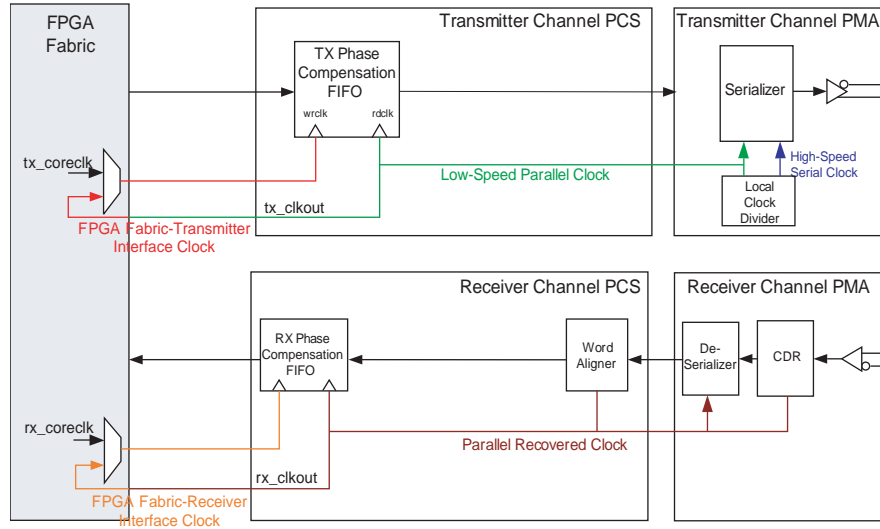 FPGA
Fabric
Transmitter Channel PCS
Transmitter Channel PMA
TX Phase
Compensation
FIFO
wrclk
rdclk
Serializer
tx_coreclk
Low-Speed Parallel Clock
High-Speed
Serial Clock
Local
Clock
Divider
tx_clkout
FPGA Fabric-Transmitter
Interface Clock
Receiver Channel PCS
Receiver Channel PMA
RX Phase
Compensation
FIFO
Word
Aligner
De-
Serializer
CDR
rx_coreclk
Parallel Recovered Clock
rx_clkout
FPGA Fabric-Receiver
Interface Clock